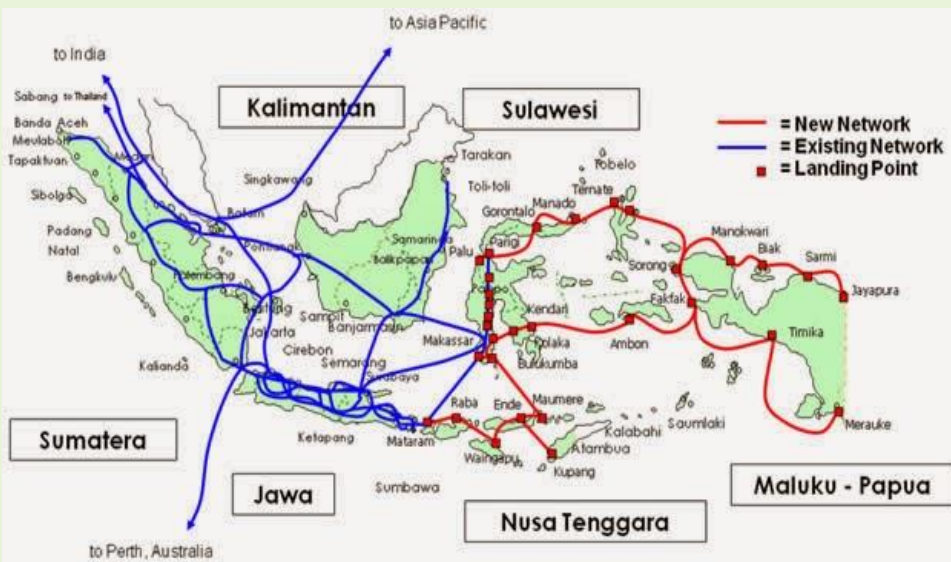 to Asia Pacific
to India
Sabang to Thailand
Kalimantan
Sulawesi
Banda Aceh
Meulaboh
Tapaktuan
Medan
Sibolga
Padang
Natal
Bengkulu
Singkawang
Batam
Pontianak
Palembang
Belitung
Jakarta
Cirebon
Semarang
Surabaya
Kalianda
Ketapang
Mataram
Sampit
Banjarmasin
Samarinda
Balikpapan
Tarakan
Toli-toli
Gorontalo
Manado
Ternate
Tobelo
Palu
Parigi
Kendari
Kolaka
Makassar
Bulukumba
Ambon
Sorong
Fakfak
Manokwari
Biak
Sarmi
Jayapura
Timika
Merauke
Raba
Ende
Maumere
Waingapu
Kupang
Atambua
Kalabahi
Saumlaki
Sumbawa
= New Network
= Existing Network
= Landing Point
Sumatera
Jawa
Nusa Tenggara
Maluku - Papua
to Perth, Australia